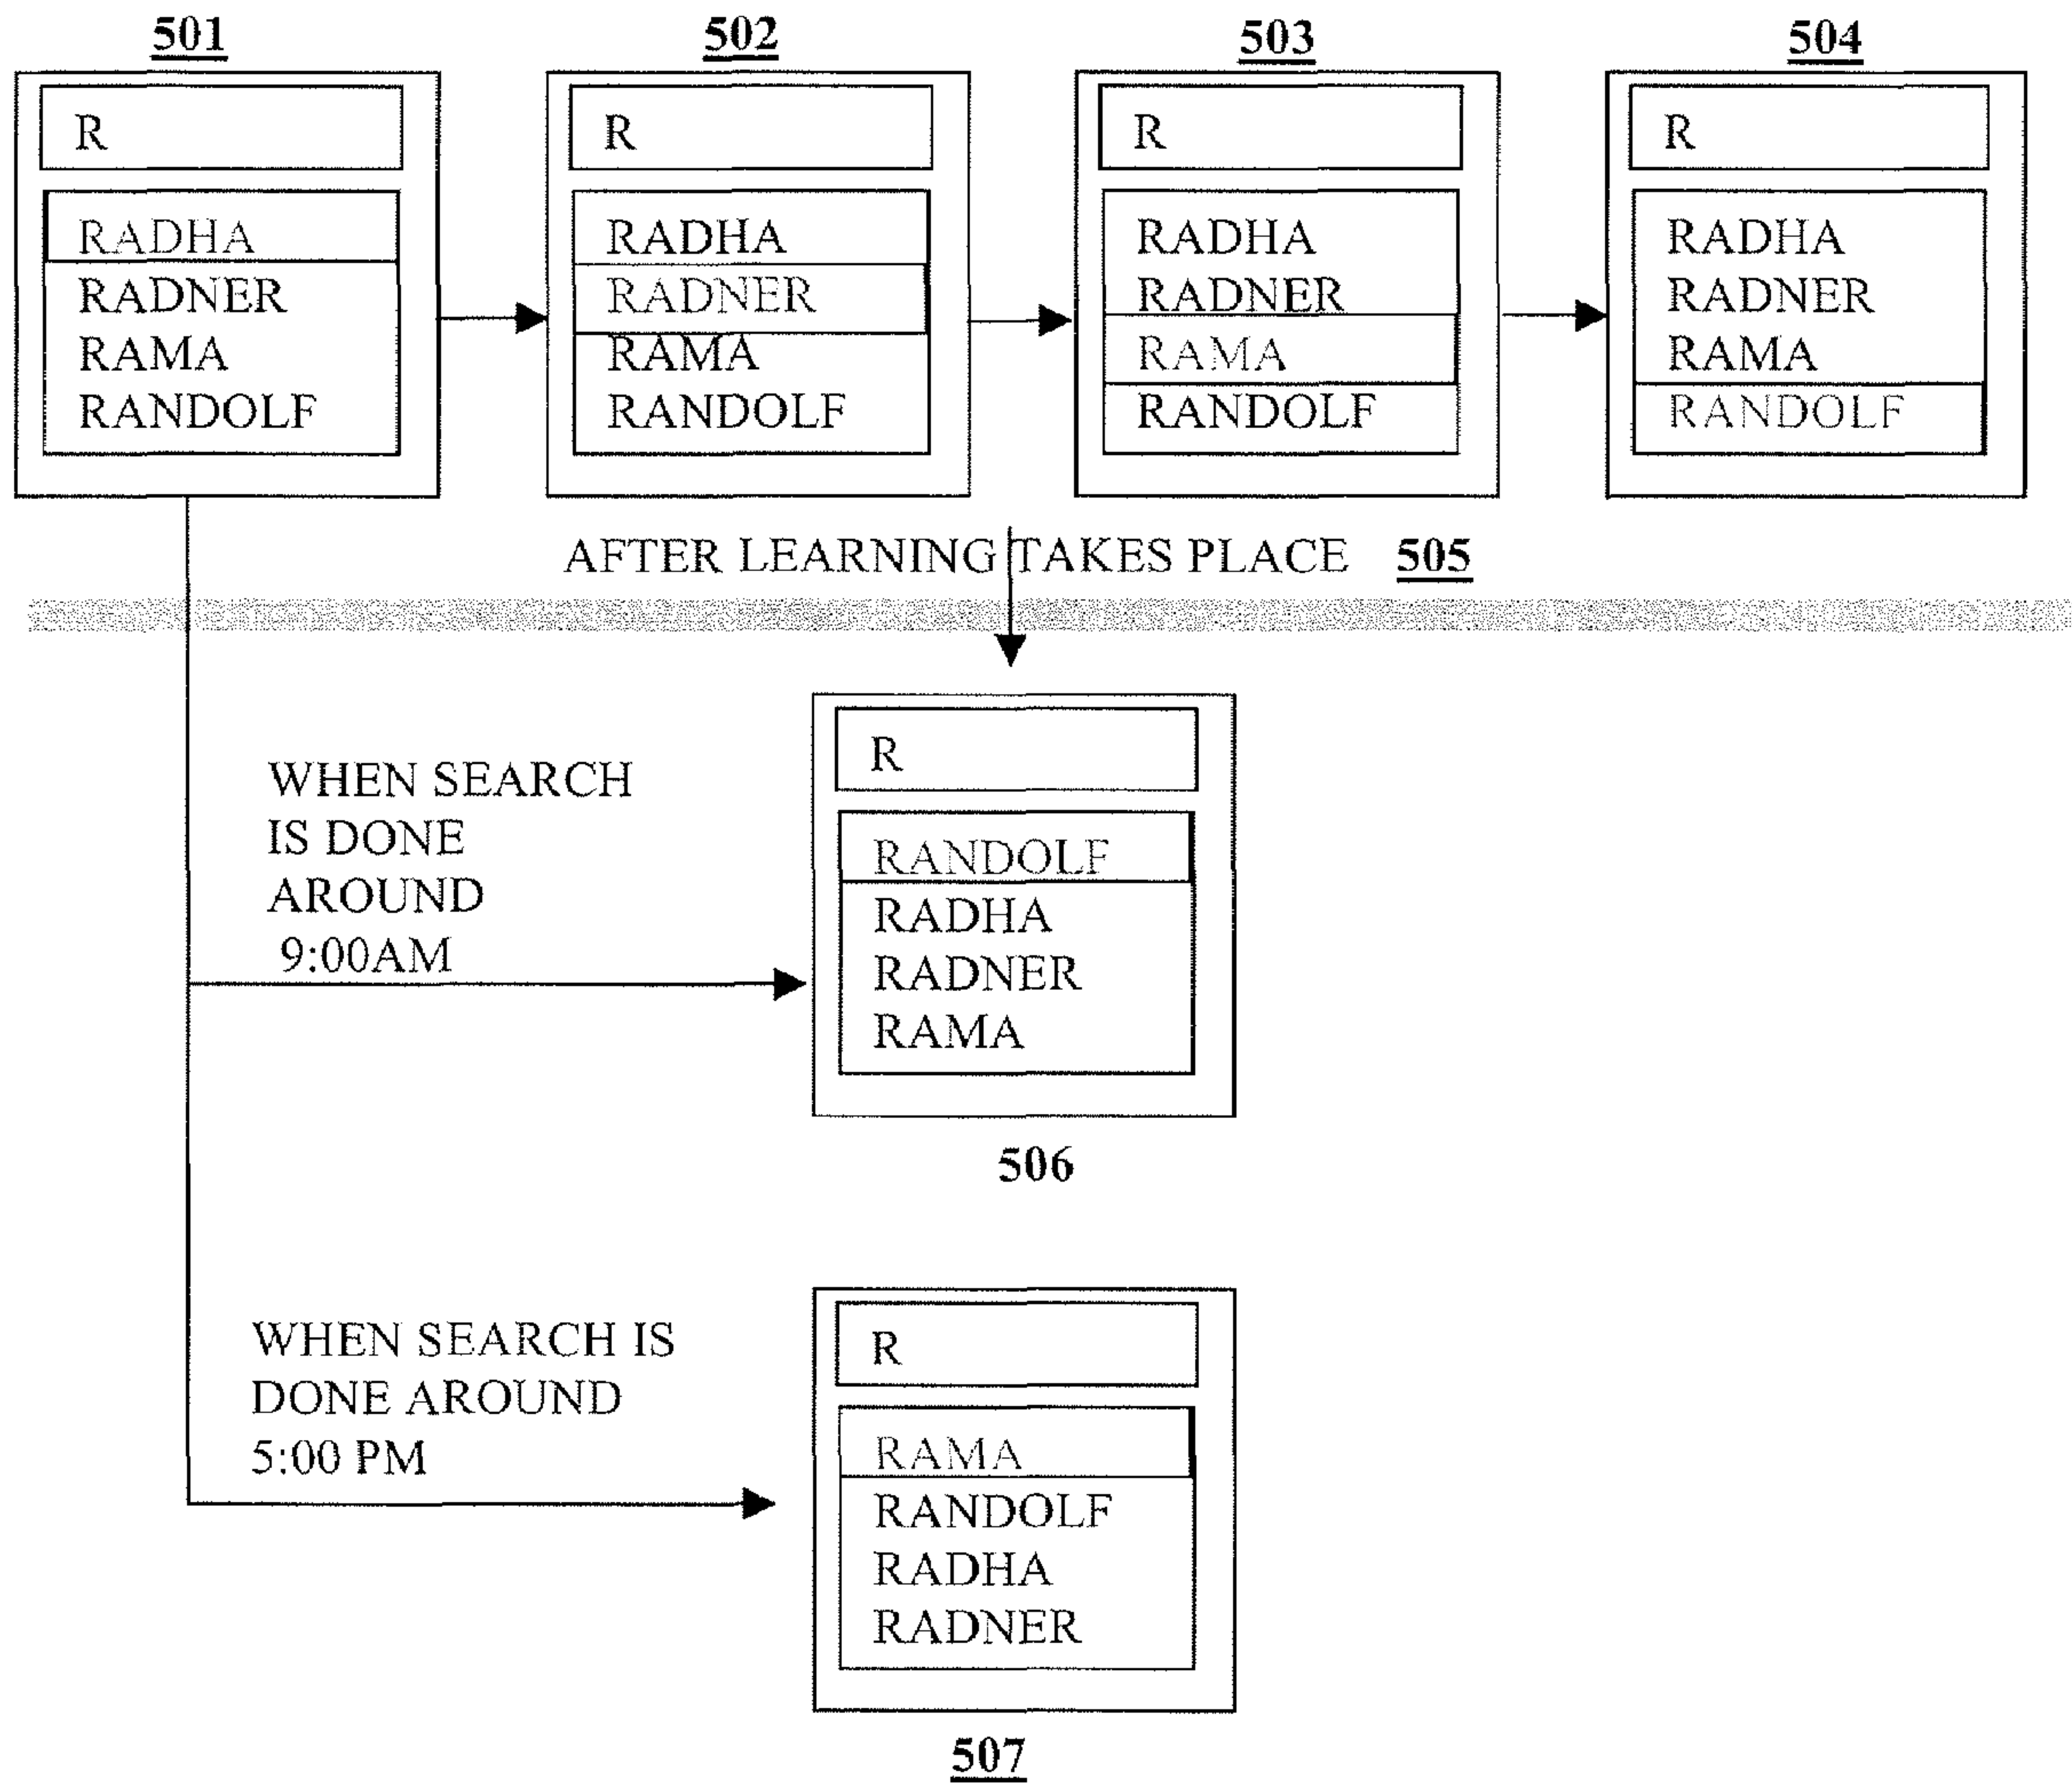 501
R
RADHA
RADNER
RAMA
RANDOLF
502
R
RADHA
RADNER
RAMA
RANDOLF
503
R
RADHA
RADNER
RAMA
RANDOLF
504
R
RADHA
RADNER
RAMA
RANDOLF
AFTER LEARNING TAKES PLACE 505
WHEN SEARCH
IS DONE
AROUND
9:00AM
R
RANDOLF
RADHA
RADNER
RAMA
506
WHEN SEARCH IS
DONE AROUND
5:00 PM
R
RAMA
RANDOLF
RADHA
RADNER
507